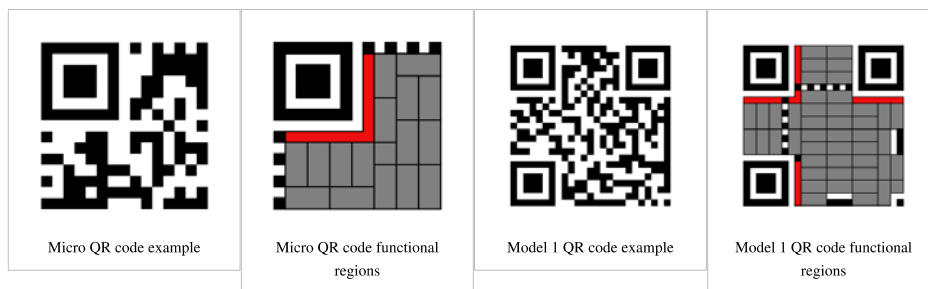 Micro QR code example
Micro QR code functional
regions
Model 1 QR code example
Model 1 QR code functional
regions